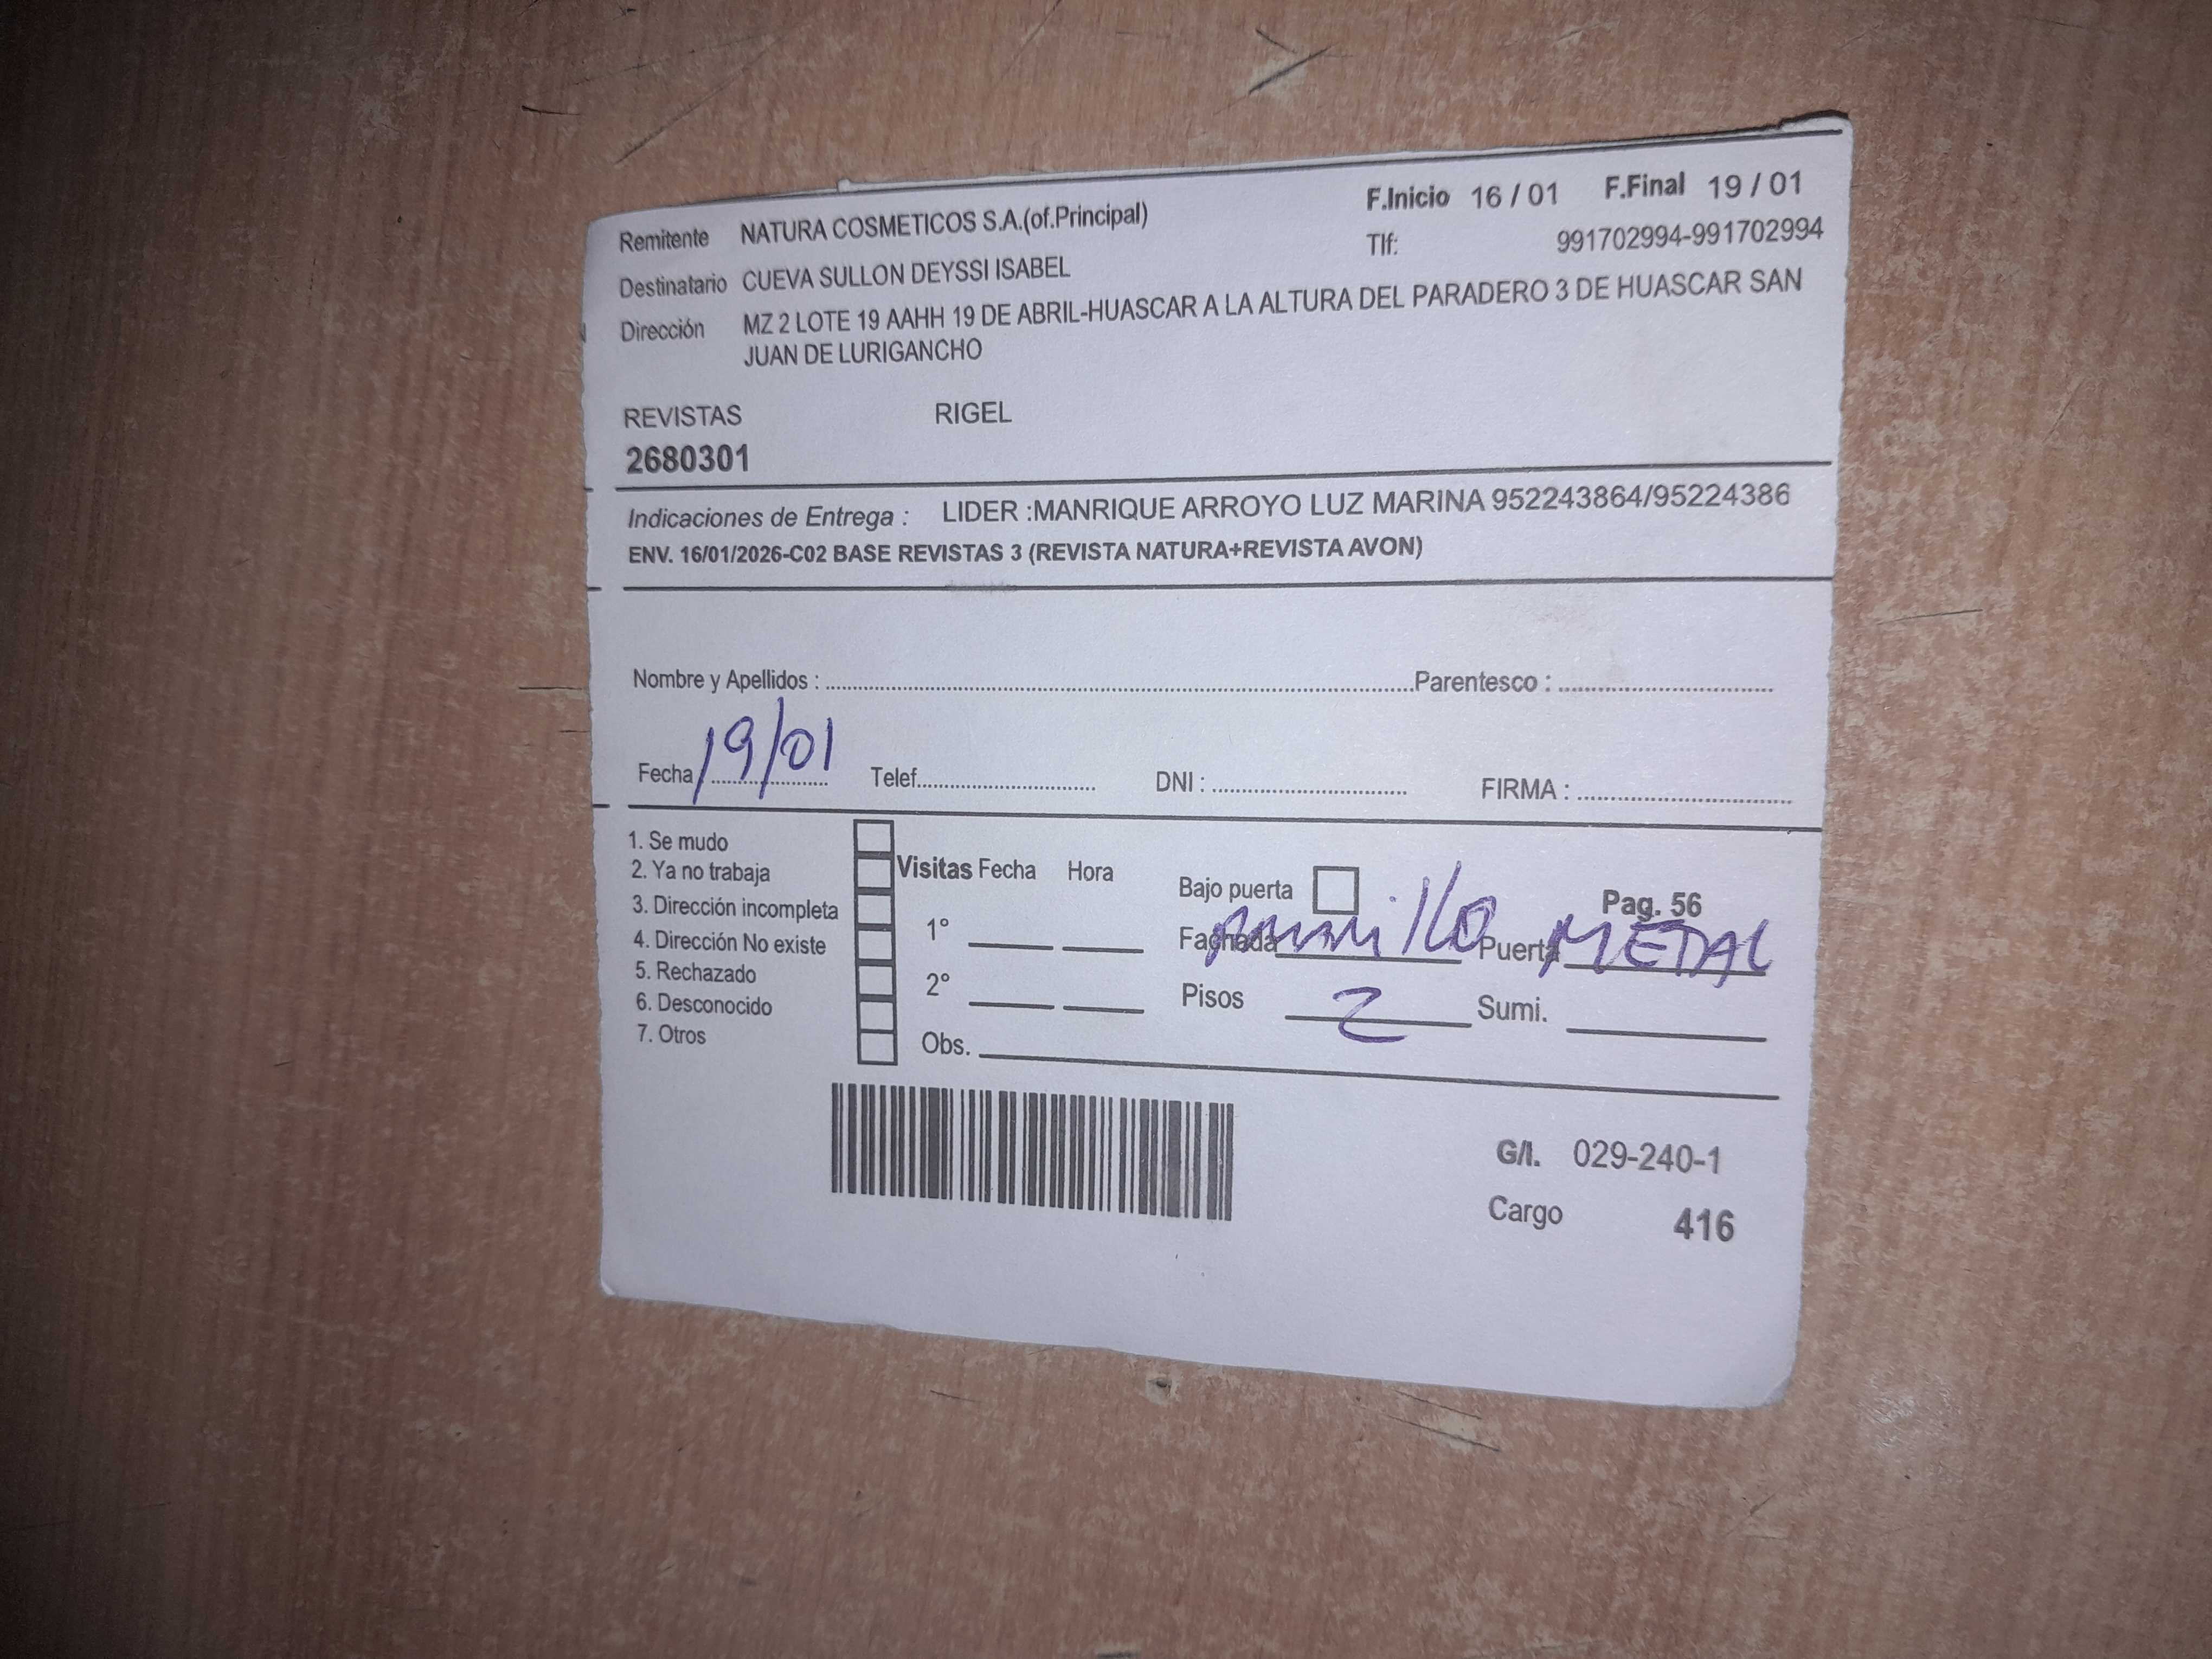 F.Inicio 16 / 01 F.Final 19 / 01
Remitente NATURA COSMETICOS S.A.(of.Principal)
Tlf: 991702994-991702994
Destinatario CUEVA SULLON DEYSSI ISABEL
Dirección MZ 2 LOTE 19 AAHH 19 DE ABRIL-HUASCAR A LA ALTURA DEL PARADERO 3 DE HUASCAR SAN
JUAN DE LURIGANCHO
REVISTAS RIGEL
2680301
Indicaciones de Entrega : LIDER :MANRIQUE ARROYO LUZ MARINA 952243864/95224386
ENV. 16/01/2026-C02 BASE REVISTAS 3 (REVISTA NATURA+REVISTA AVON)
Nombre y Apellidos : Parentesco :
Fecha 19/01 Telef. DNI : FIRMA :
1. Se mudo
2. Ya no trabaja
3. Dirección incompleta
4. Dirección No existe
5. Rechazado
6. Desconocido
7. Otros
Visitas Fecha Hora
1°
2°
Obs.
Bajo puerta Pag. 56
Fachada Puerta METAL
Pisos 2 Sumi.
G/I. 029-240-1
Cargo 416